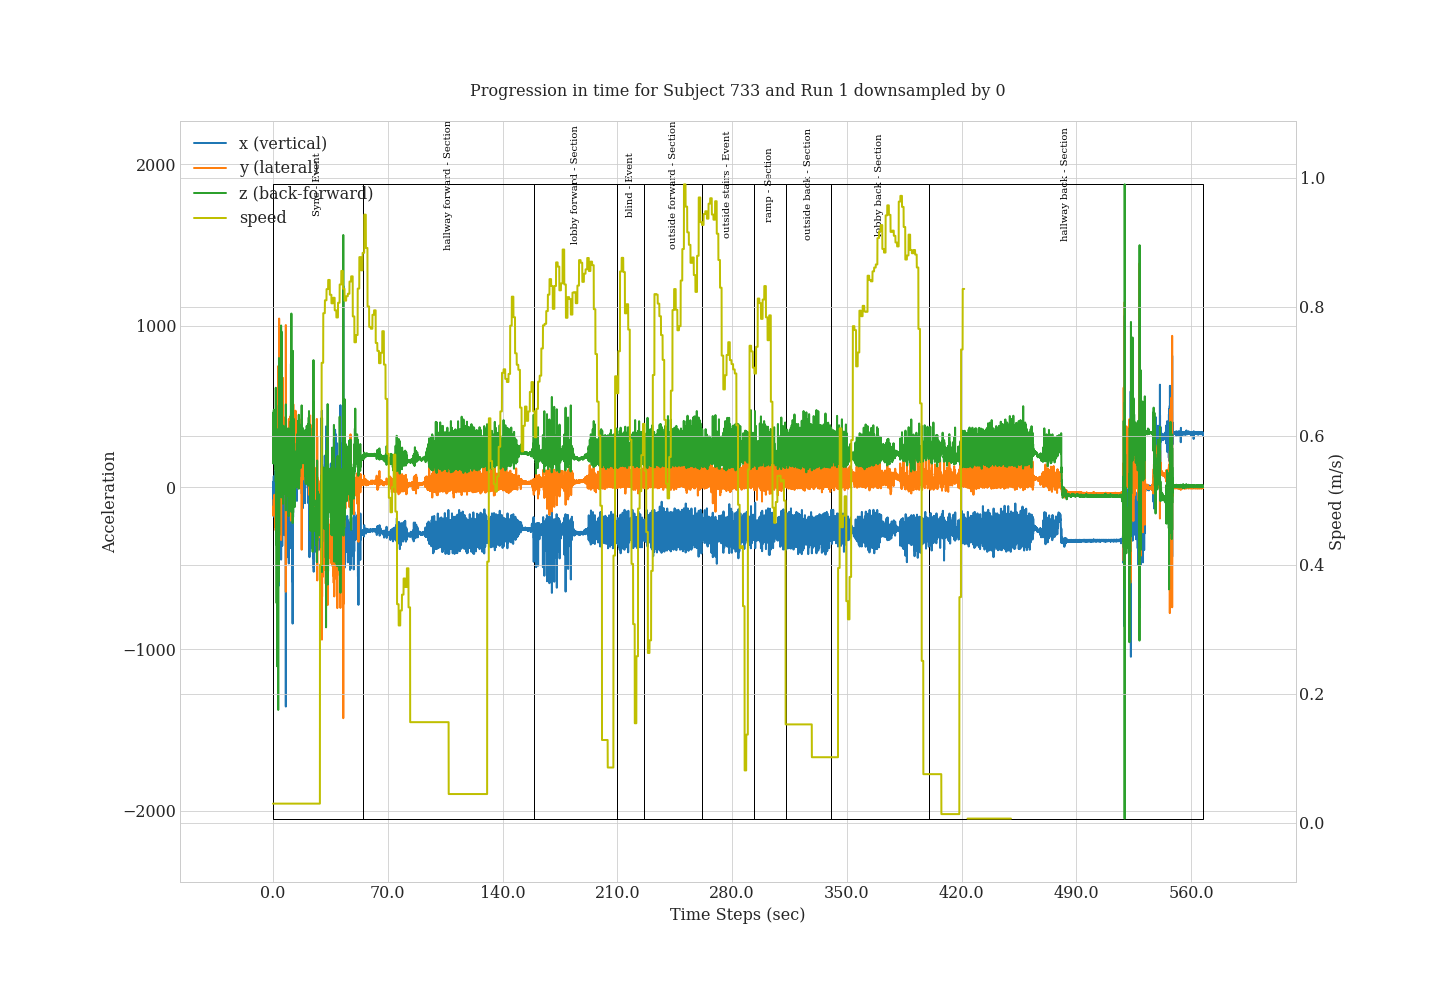 Progression in time for Subject 733 and Run 1 downsampled by 0
x (vertical)
y (lateral)
z (back-forward)
speed
Sync - Event
hallway forward - Section
lobby forward - Section
blind - Event
outside forward - Section
outside stairs - Event
ramp - Section
outside back - Section
lobby back - Section
hallway back - Section
2000
1000
0
−1000
−2000
Acceleration
1.0
0.8
0.6
0.4
0.2
0.0
Speed (m/s)
0.0 70.0 140.0 210.0 280.0 350.0 420.0 490.0 560.0
Time Steps (sec)